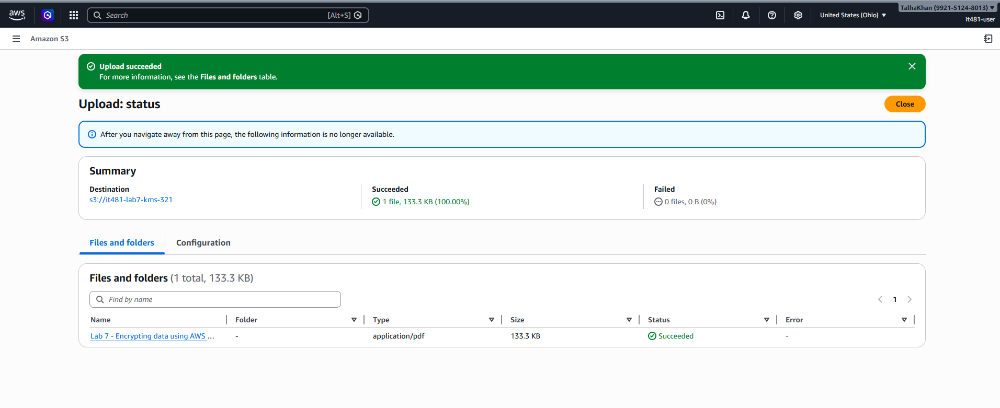 aws
Search [Alt+S]
United States (Ohio)
TalhaKhan (9921-5124-8013)
it481-user
Amazon S3
Upload succeeded
For more information, see the Files and folders table.
Upload: status
Close
After you navigate away from this page, the following information is no longer available.
Summary
Destination
s3://it481-lab7-kms-321
Succeeded
1 file, 133.3 KB (100.00%)
Failed
0 files, 0 B (0%)
Files and folders
Configuration
Files and folders (1 total, 133.3 KB)
Find by name
1
Name Folder Type Size Status Error
Lab 7 - Encrypting data using AWS ... - application/pdf 133.3 KB Succeeded -